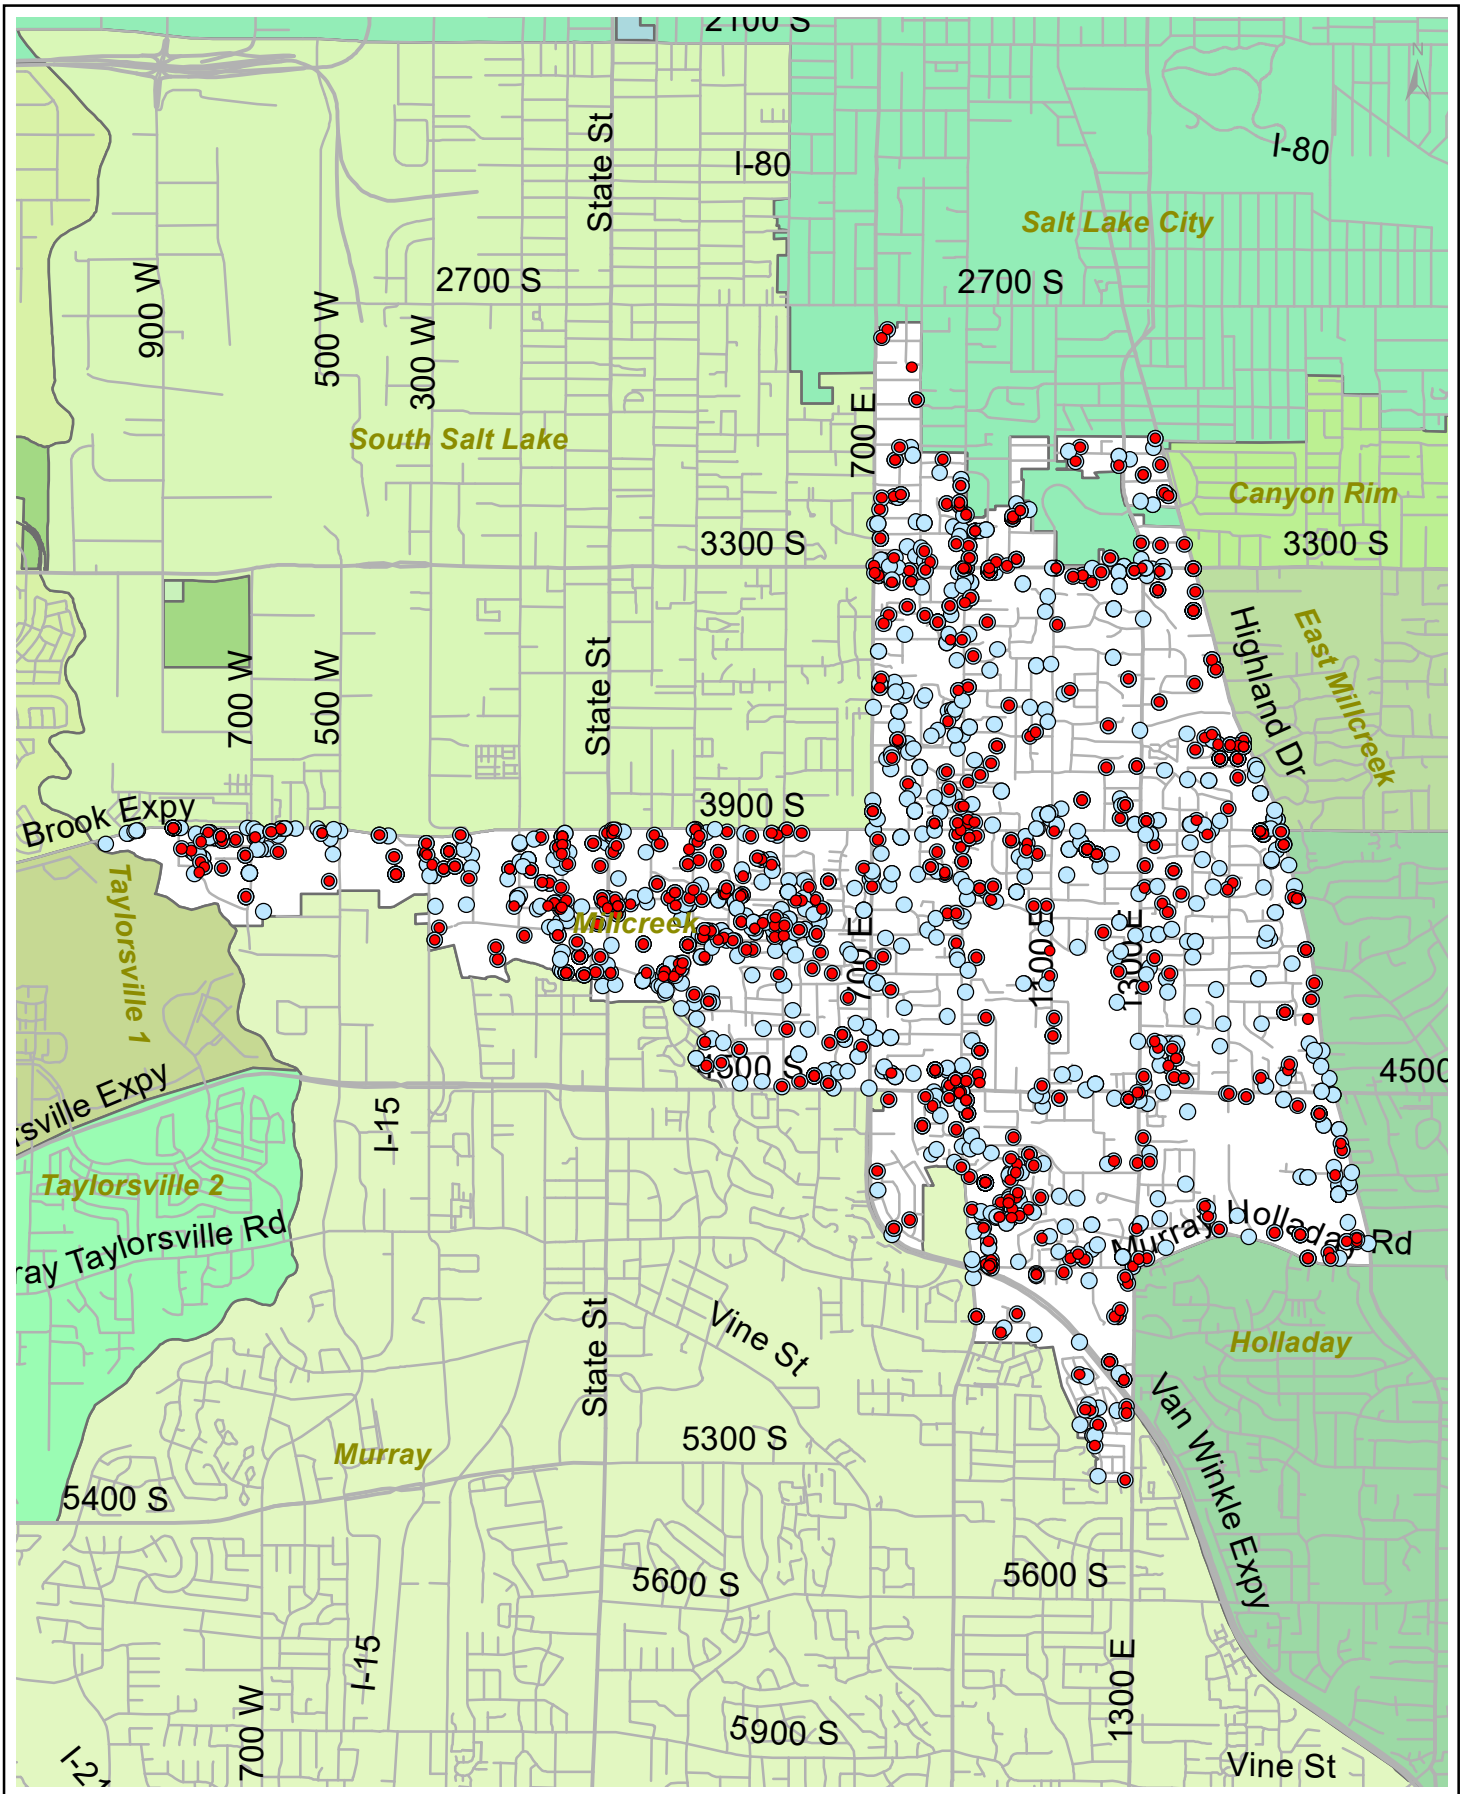 2100 S
N
State St
I-80
I-80
Salt Lake City
2700 S
2700 S
900 W
500 W
300 W
700 E
South Salt Lake
Canyon Rim
3300 S
3300 S
Highland Dr
East Millcreek
700 W
500 W
State St
3900 S
Brook Expy
Taylorsville 1
Millcreek
700 E
1100 E
1300 E
4500 S
4500
rsville Expy
I-15
Taylorsville 2
ray Taylorsville Rd
Murray Holladay Rd
State St
Vine St
Holladay
Van Winkle Expy
5300 S
Murray
5400 S
5600 S
5600 S
I-15
1300 E
700 W
5900 S
I-21
Vine St